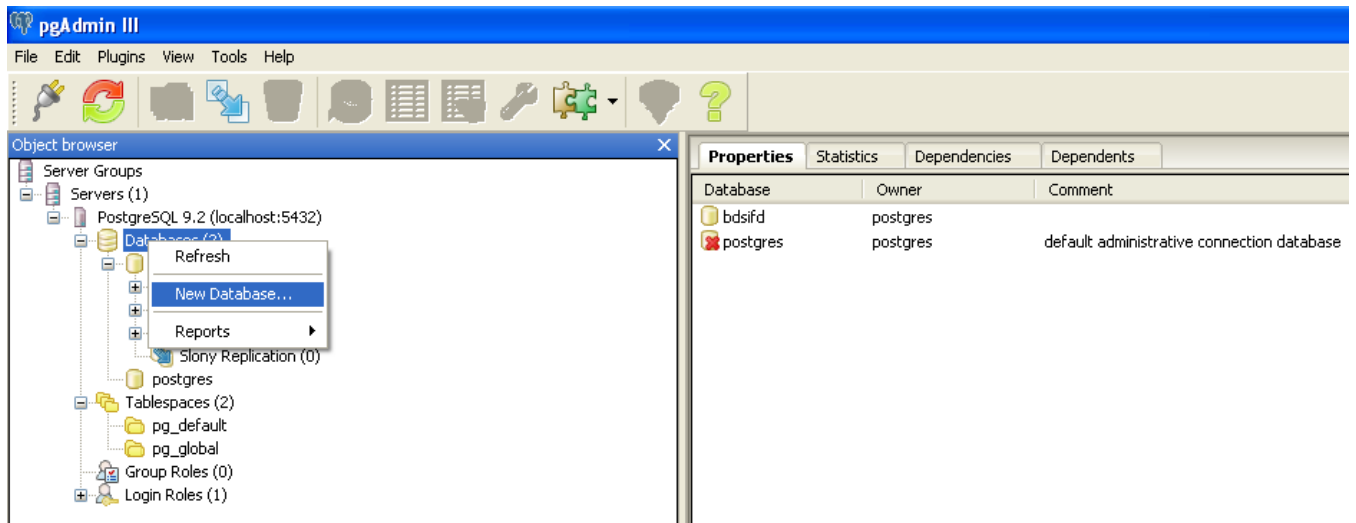 pgAdmin III
File Edit Plugins View Tools Help
Object browser
Server Groups
Servers (1)
PostgreSQL 9.2 (localhost:5432)
Databases (2)
Refresh
New Database...
Reports
Slony Replication (0)
postgres
Tablespaces (2)
pg_default
pg_global
Group Roles (0)
Login Roles (1)
Properties Statistics Dependencies Dependents
Database Owner Comment
bdsifd postgres
postgres postgres default administrative connection database